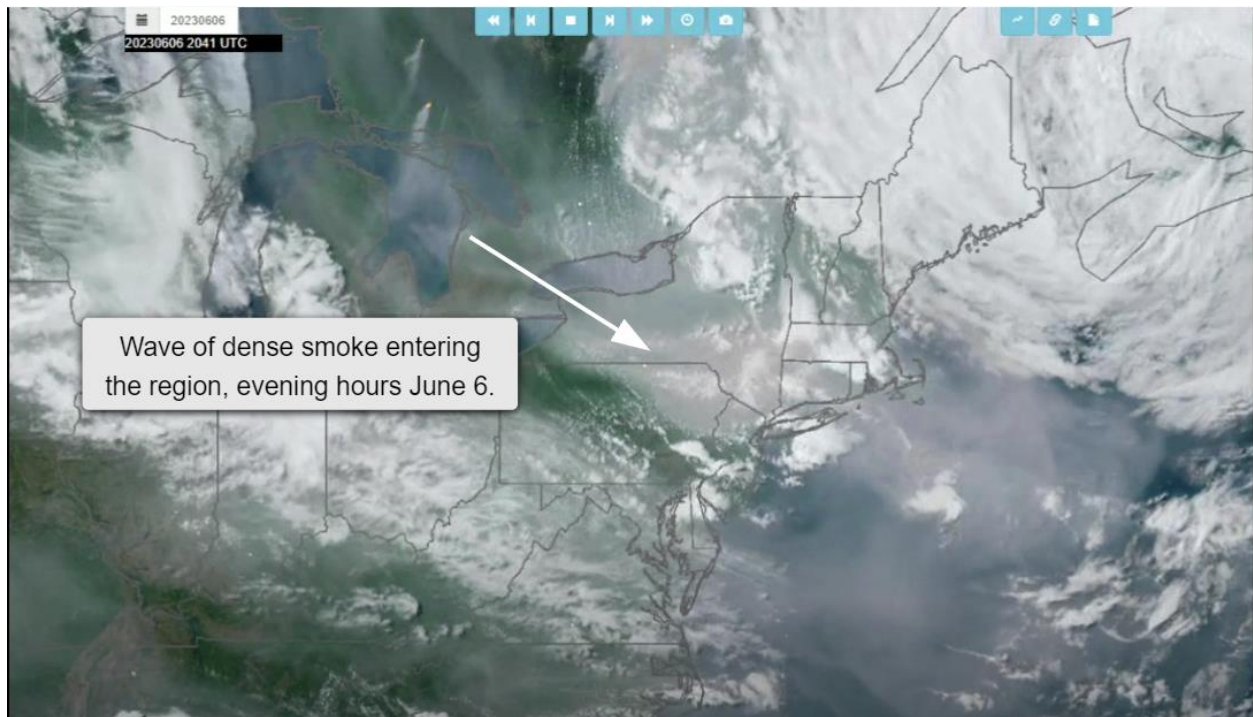 20230606
20230606 2041 UTC
Wave of dense smoke entering
the region, evening hours June 6.